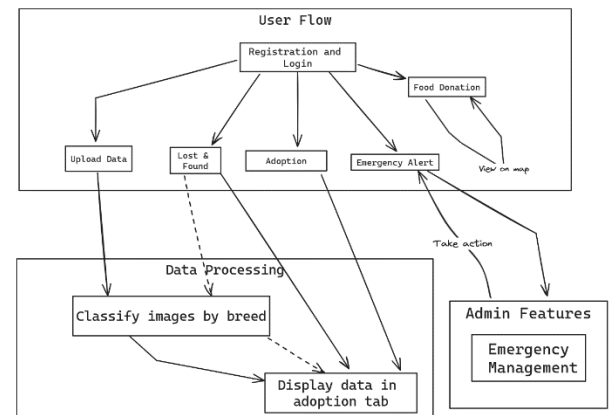 User Flow
Registration and
Login
Food Donation
Upload Data
Lost &
Found
Adoption
Emergency Alert
View on map
Take action
Data Processing
Classify images by breed
Display data in
adoption tab
Admin Features
Emergency
Management